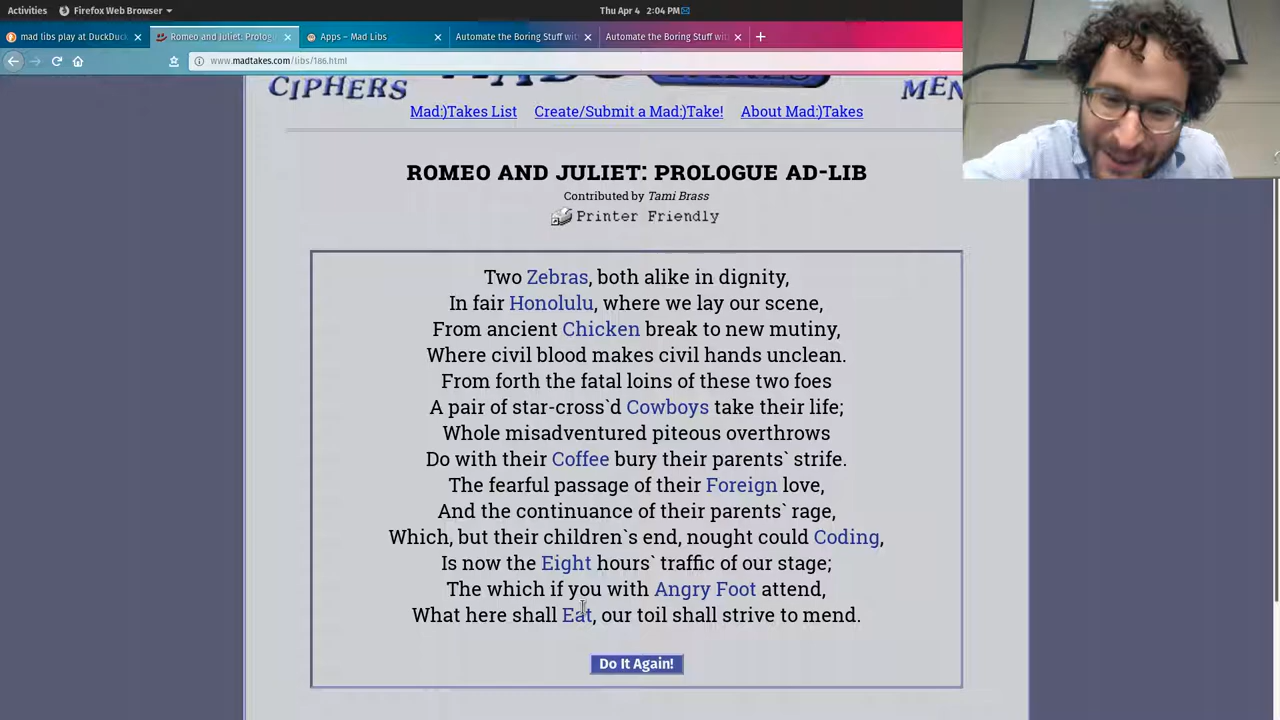 Activities Firefox Web Browser Thu Apr 4 2:04 PM
mad libs play at DuckDuc Romeo and Juliet: Prolog Apps – Mad Libs Automate the Boring Stuff wit Automate the Boring Stuff wit
www.madtakes.com/libs/186.html
CIPHERS MEN
Mad:)Takes List Create/Submit a Mad:)Take! About Mad:)Takes
ROMEO AND JULIET: PROLOGUE AD-LIB
Contributed by Tami Brass
Printer Friendly
Two Zebras, both alike in dignity,
In fair Honolulu, where we lay our scene,
From ancient Chicken break to new mutiny,
Where civil blood makes civil hands unclean.
From forth the fatal loins of these two foes
A pair of star-cross`d Cowboys take their life;
Whole misadventured piteous overthrows
Do with their Coffee bury their parents` strife.
The fearful passage of their Foreign love,
And the continuance of their parents` rage,
Which, but their children`s end, nought could Coding,
Is now the Eight hours` traffic of our stage;
The which if you with Angry Foot attend,
What here shall Eat, our toil shall strive to mend.
Do It Again!